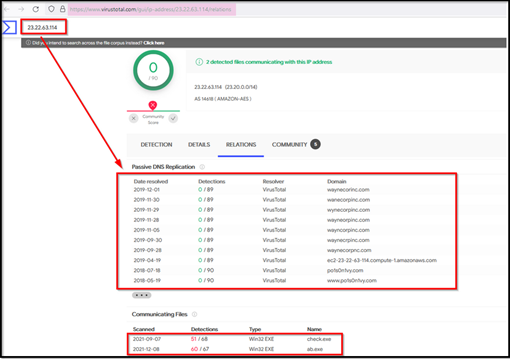 https://www.virustotal.com/gui/ip-address/23.22.63.114/relations
23.22.63.114
Did you intend to search across the file corpus instead? Click here
0
/ 90
2 detected files communicating with this IP address
23.22.63.114 (23.20.0.0/14)
AS 14618 ( AMAZON-AES )
Community
Score
DETECTION DETAILS RELATIONS COMMUNITY 5
Passive DNS Replication
Date resolved Detections Resolver Domain
2019-12-01 0 / 89 VirusTotal waynecorpinc.com
2019-11-30 0 / 89 VirusTotal wanecorpinc.com
2019-11-29 0 / 89 VirusTotal wynecorpinc.com
2019-11-28 0 / 89 VirusTotal wayneorpinc.com
2019-11-05 0 / 89 VirusTotal waynecorpnc.com
2019-09-30 0 / 89 VirusTotal waynecrpinc.com
2019-09-28 0 / 89 VirusTotal waynecorinc.com
2019-04-19 0 / 89 VirusTotal ec2-23-22-63-114.compute-1.amazonaws.com
2018-07-18 0 / 90 VirusTotal po1s0n1vy.com
2018-05-19 0 / 90 VirusTotal www.po1s0n1vy.com
Communicating Files
Scanned Detections Type Name
2021-09-07 51 / 68 Win32 EXE check.exe
2021-12-08 60 / 67 Win32 EXE ab.exe